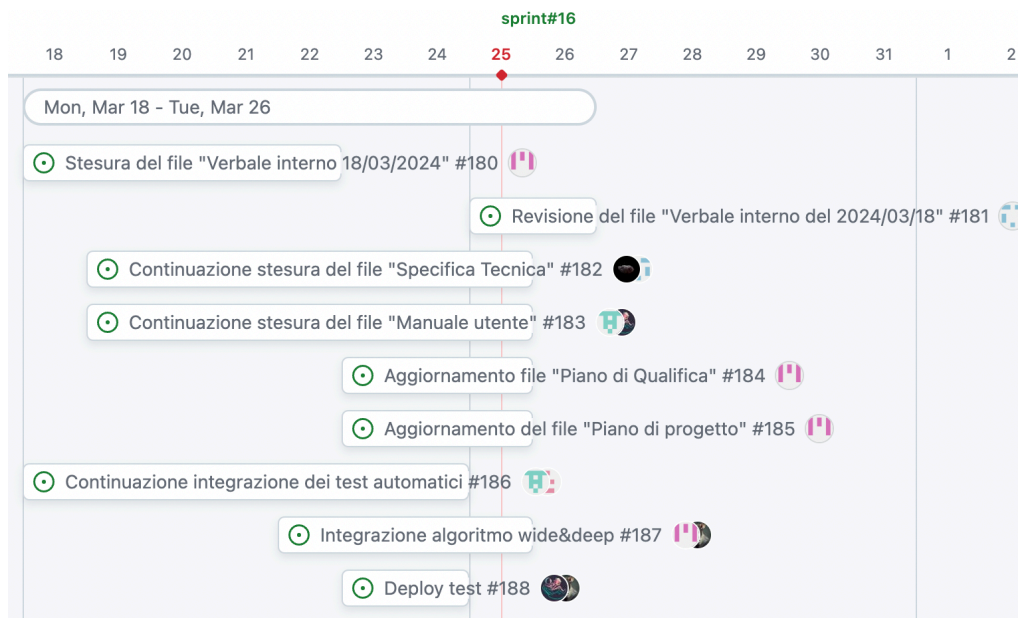 sprint#16
18 19 20 21 22 23 24 25 26 27 28 29 30 31 1 2
Mon, Mar 18 - Tue, Mar 26
Stesura del file "Verbale interno 18/03/2024" #180
Revisione del file "Verbale interno del 2024/03/18" #181
Continuazione stesura del file "Specifica Tecnica" #182
Continuazione stesura del file "Manuale utente" #183
Aggiornamento file "Piano di Qualifica" #184
Aggiornamento del file "Piano di progetto" #185
Continuazione integrazione dei test automatici #186
Integrazione algoritmo wide&deep #187
Deploy test #188